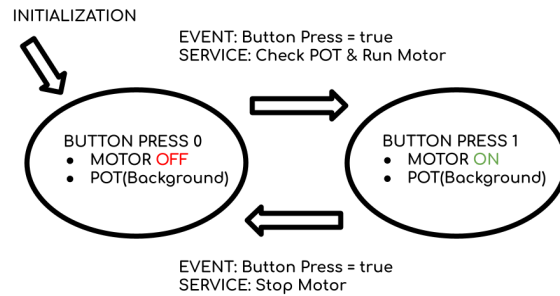 INITIALIZATION
EVENT: Button Press = true
SERVICE: Check POT & Run Motor
BUTTON PRESS 0
• MOTOR OFF
• POT(Background)
BUTTON PRESS 1
• MOTOR ON
• POT(Background)
EVENT: Button Press = true
SERVICE: Stop Motor